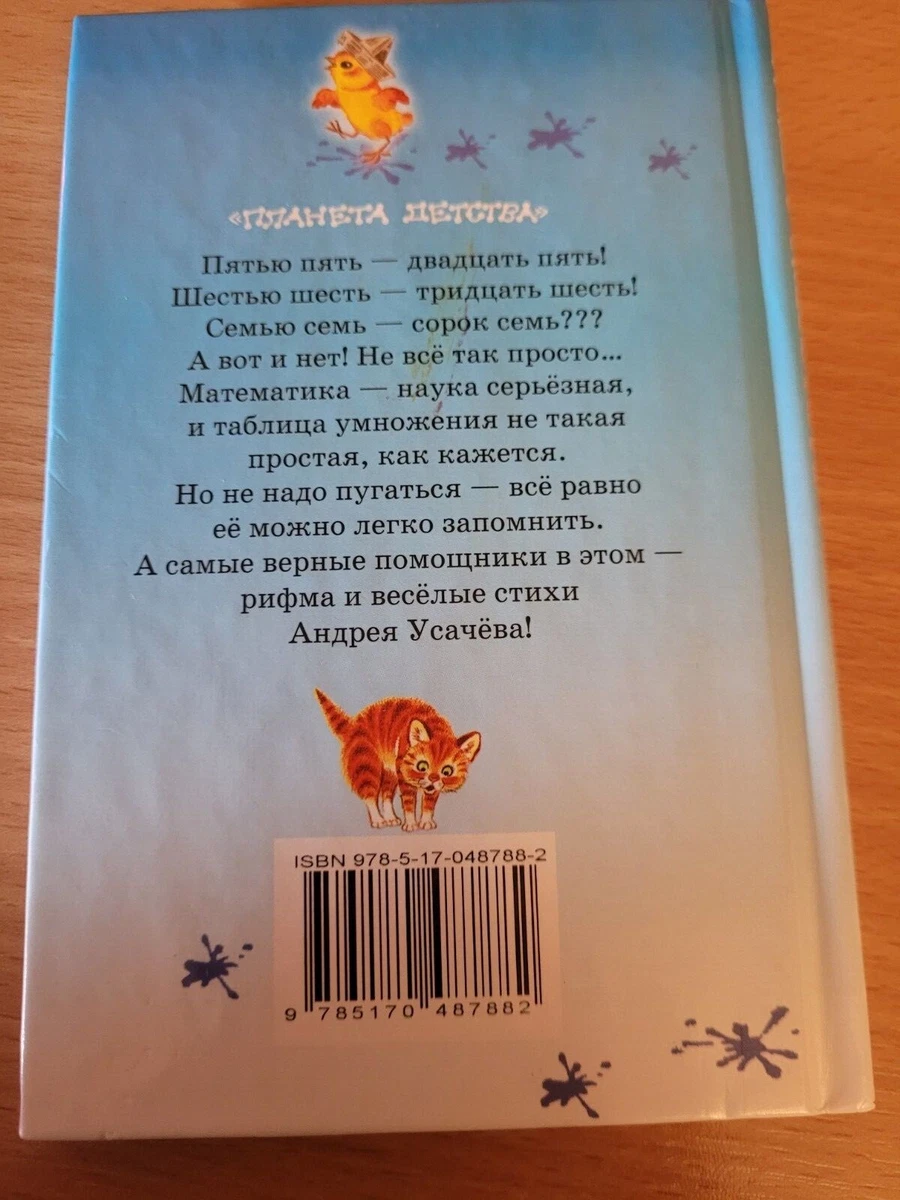 «ПЛАНЕТА ДЕТСТВА»
Пятью пять — двадцать пять!
Шестью шесть — тридцать шесть!
Семью семь — сорок семь???
А вот и нет! Не всё так просто...
Математика — наука серьёзная,
и таблица умножения не такая
простая, как кажется.
Но не надо пугаться — всё равно
её можно легко запомнить.
А самые верные помощники в этом —
рифма и весёлые стихи
Андрея Усачёва!
ISBN 978-5-17-048788-2
9 785170 487882